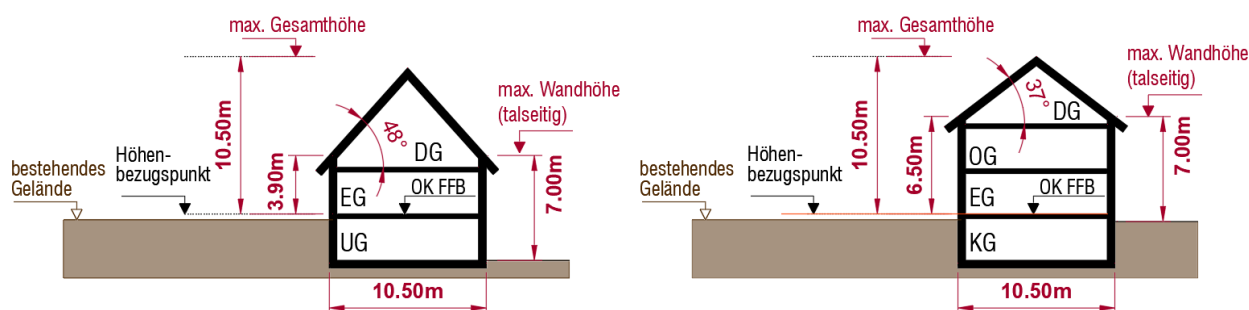 max. Gesamthöhe
max. Wandhöhe
(talseitig)
10.50m
48°
DG
bestehendes
Gelände
Höhen-
bezugspunkt
3.90m
EG
OK FFB
7.00m
UG
10.50m
max. Gesamthöhe
max. Wandhöhe
(talseitig)
10.50m
37°
DG
bestehendes
Gelände
Höhen-
bezugspunkt
6.50m
OG
7.00m
EG
OK FFB
KG
10.50m